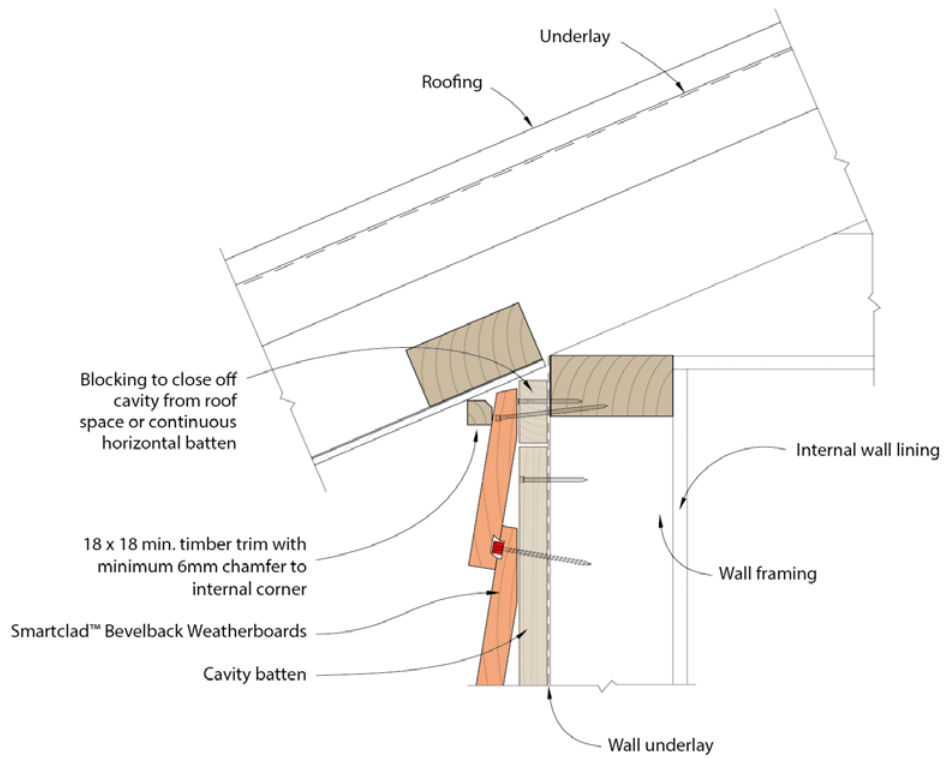 Underlay
Roofing
Blocking to close off
cavity from roof
space or continuous
horizontal batten
Internal wall lining
18 x 18 min. timber trim with
minimum 6mm chamfer to
internal corner
Wall framing
Smartclad™ Bevelback Weatherboards
Cavity batten
Wall underlay